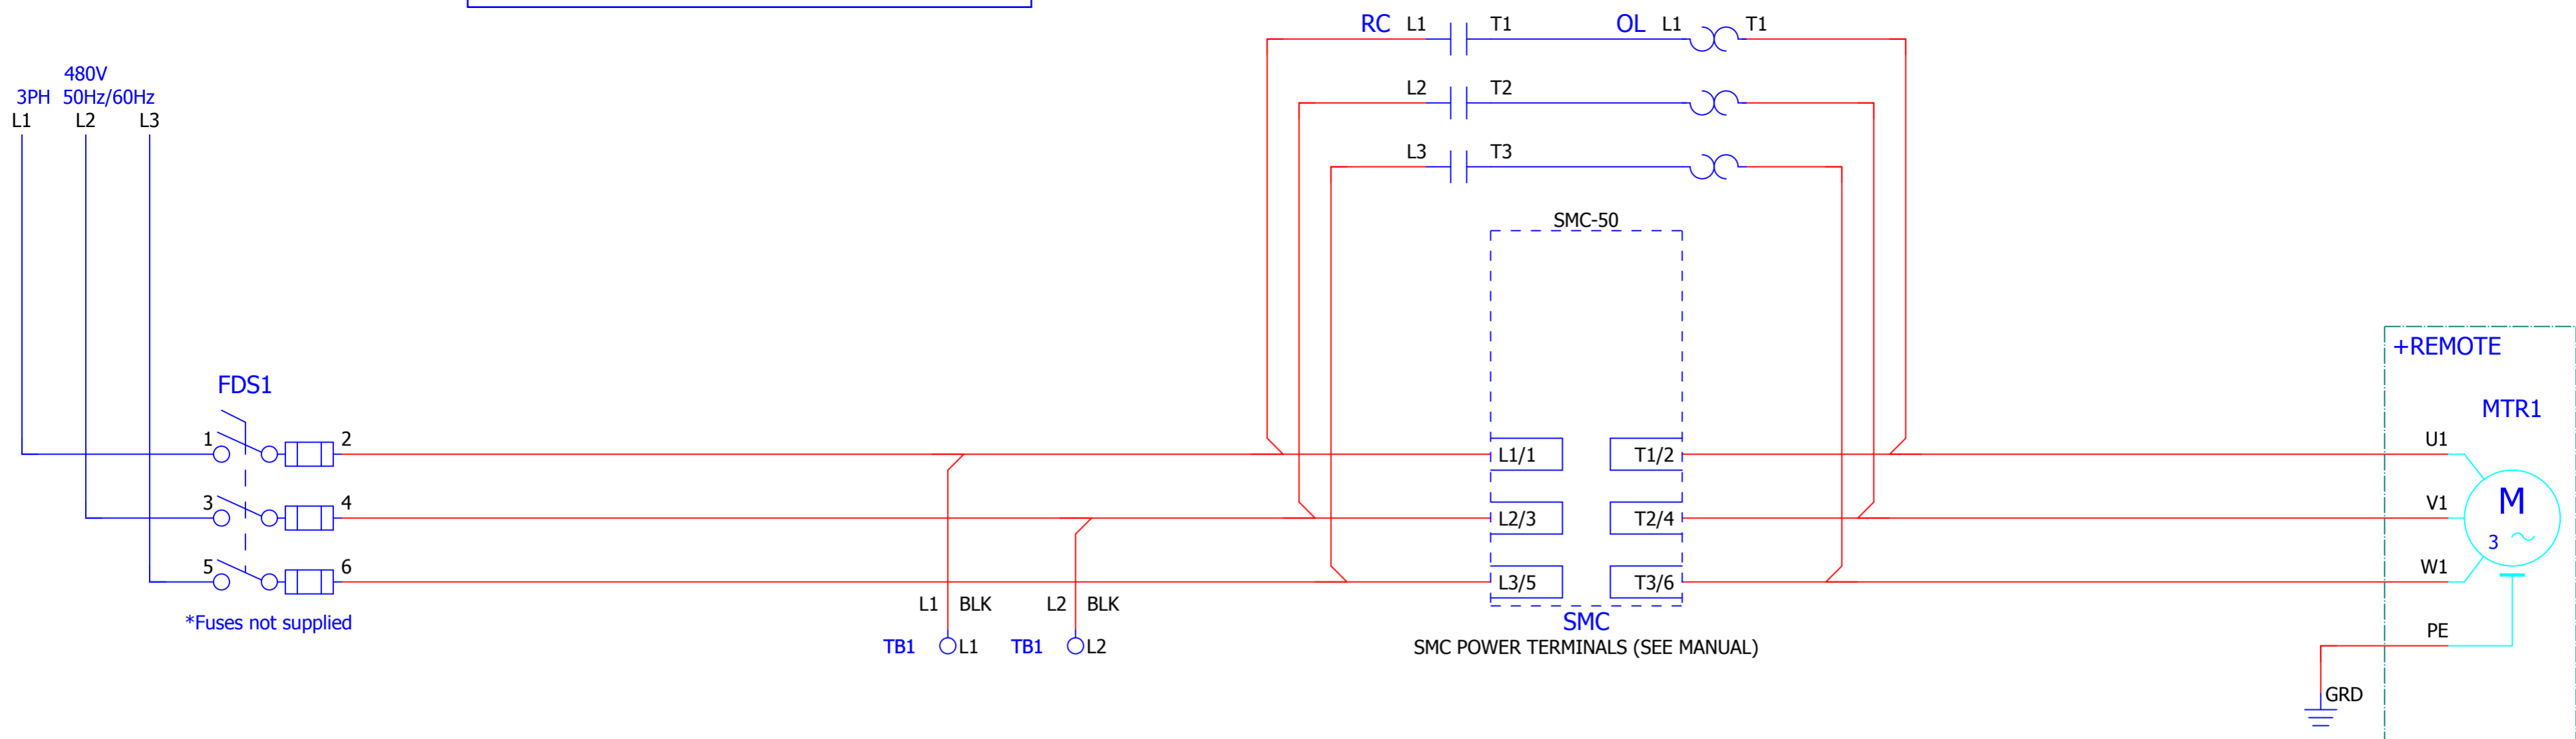 RC L1 T1 OL L1 T1
480V
3PH 50Hz/60Hz
L1 L2 L3
L2 T2
L3 T3
SMC-50
+REMOTE
FDS1
MTR1
1 2
L1/1 T1/2
U1
3 4
L2/3 T2/4
V1
M
3
5 6
L3/5 T3/6
W1
*Fuses not supplied
L1 BLK L2 BLK
SMC
TB1 L1 TB1 L2
SMC POWER TERMINALS (SEE MANUAL)
PE
GRD